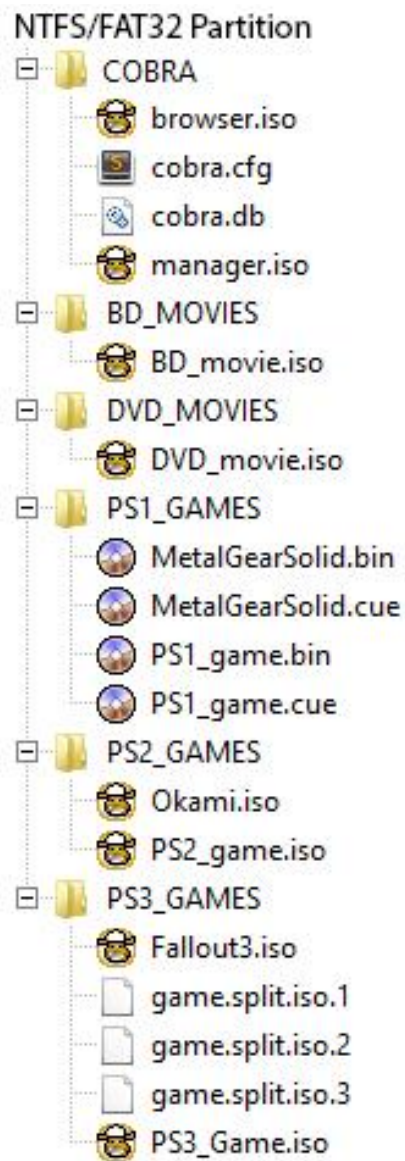 NTFS/FAT32 Partition
COBRA
browser.iso
cobra.cfg
cobra.db
manager.iso
BD_MOVIES
BD_movie.iso
DVD_MOVIES
DVD_movie.iso
PS1_GAMES
MetalGearSolid.bin
MetalGearSolid.cue
PS1_game.bin
PS1_game.cue
PS2_GAMES
Okami.iso
PS2_game.iso
PS3_GAMES
Fallout3.iso
game.split.iso.1
game.split.iso.2
game.split.iso.3
PS3_Game.iso